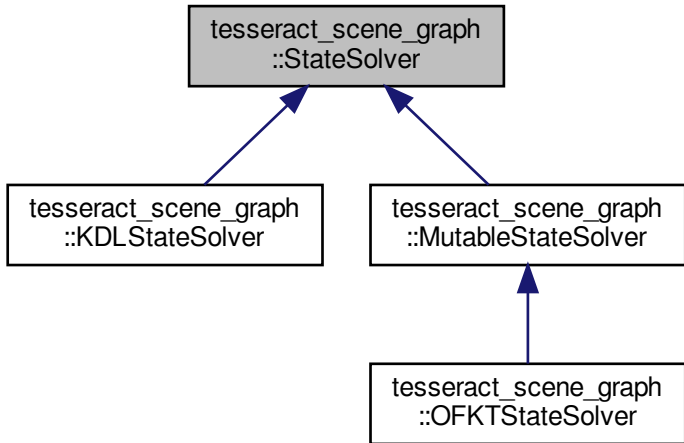 tesseract_scene_graph
::StateSolver
tesseract_scene_graph
::KDLStateSolver
tesseract_scene_graph
::MutableStateSolver
tesseract_scene_graph
::OFKTStateSolver